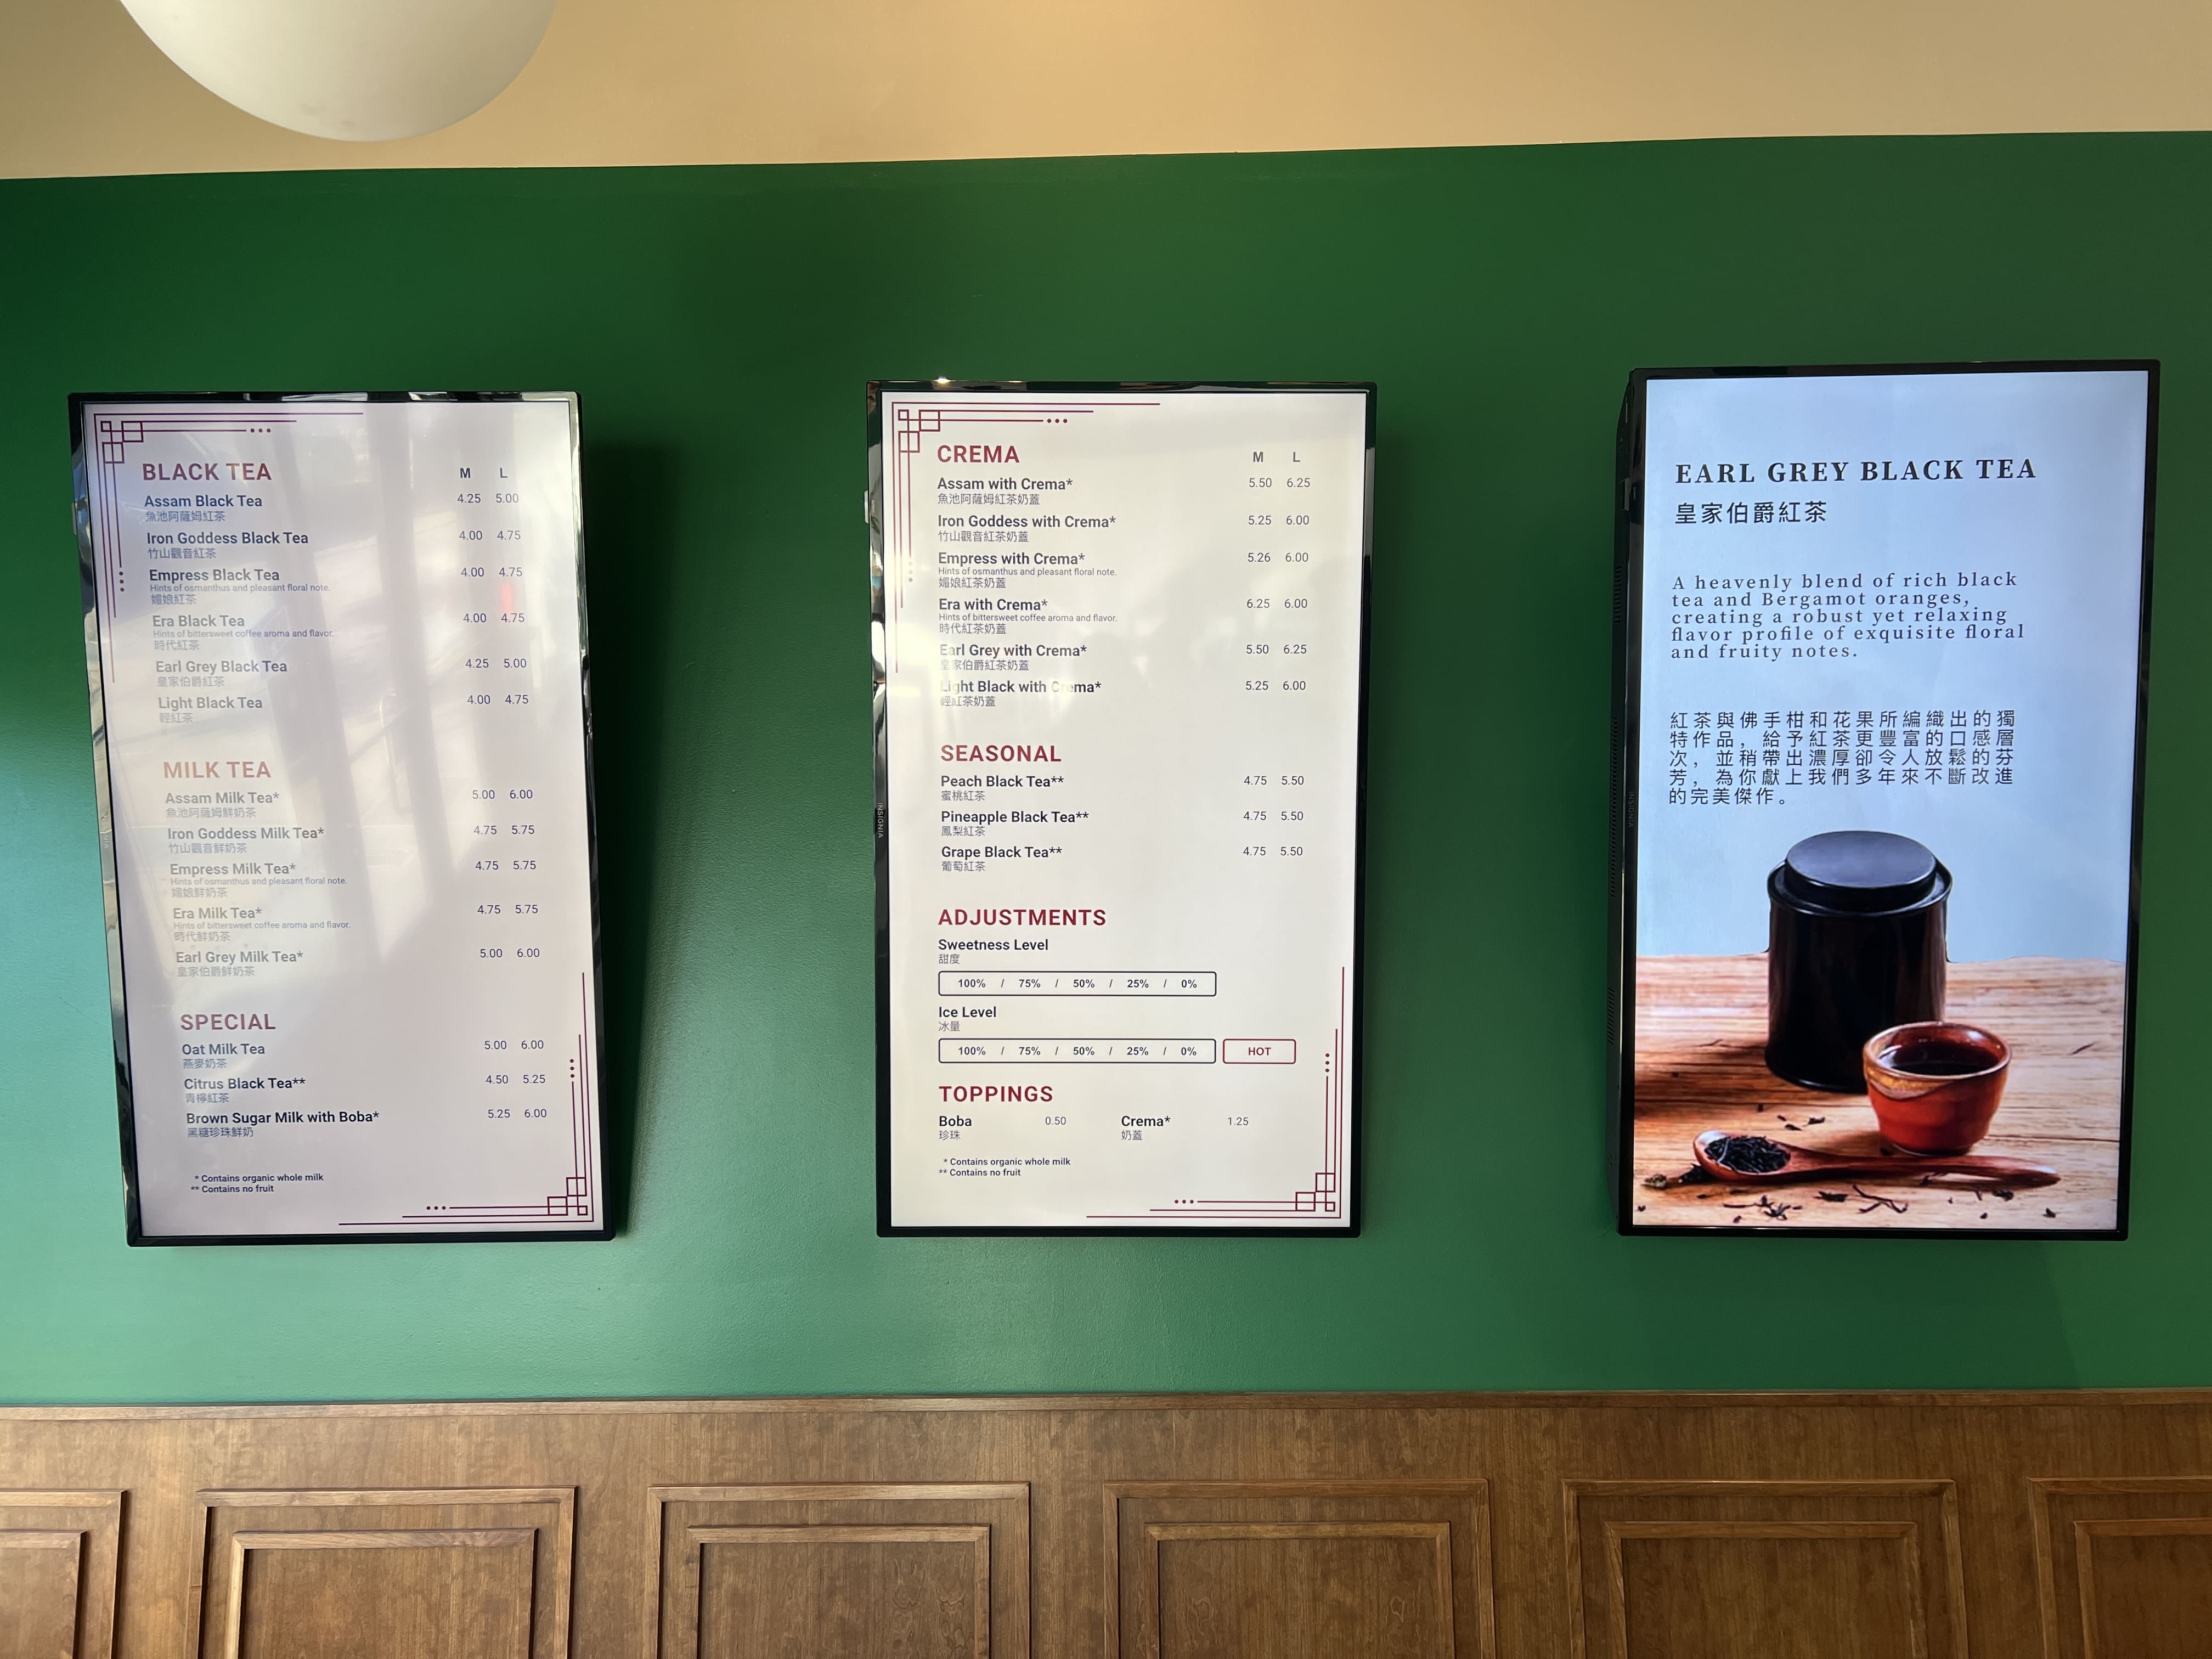 BLACK TEA M L
Assam Black Tea 4.25 5.00
魚池阿薩姆紅茶
Iron Goddess Black Tea 4.00 4.75
竹山觀音紅茶
Empress Black Tea 4.00 4.75
Hints of osmanthus and pleasant floral note.
媚娘紅茶
Era Black Tea 4.00 4.75
Hints of bittersweet coffee aroma and flavor.
時代紅茶
Earl Grey Black Tea 4.25 5.00
皇家伯爵紅茶
Light Black Tea 4.00 4.75
輕紅茶
MILK TEA
Assam Milk Tea* 5.00 6.00
魚池阿薩姆鮮奶茶
Iron Goddess Milk Tea* 4.75 5.75
竹山觀音鮮奶茶
Empress Milk Tea* 4.75 5.75
Hints of osmanthus and pleasant floral note.
媚娘鮮奶茶
Era Milk Tea* 4.75 5.75
Hints of bittersweet coffee aroma and flavor.
時代鮮奶茶
Earl Grey Milk Tea* 5.00 6.00
皇家伯爵鮮奶茶
SPECIAL
Oat Milk Tea 5.00 6.00
燕麥奶茶
Citrus Black Tea** 4.50 5.25
青檸紅茶
Brown Sugar Milk with Boba* 5.25 6.00
黑糖珍珠鮮奶
* Contains organic whole milk
** Contains no fruit
CREMA M L
Assam with Crema* 5.50 6.25
魚池阿薩姆紅茶奶蓋
Iron Goddess with Crema* 5.25 6.00
竹山觀音紅茶奶蓋
Empress with Crema* 5.26 6.00
Hints of osmanthus and pleasant floral note.
媚娘紅茶奶蓋
Era with Crema* 6.25 6.00
Hints of bittersweet coffee aroma and flavor.
時代紅茶奶蓋
Earl Grey with Crema* 5.50 6.25
皇家伯爵紅茶奶蓋
Light Black with Crema* 5.25 6.00
輕紅茶奶蓋
SEASONAL
Peach Black Tea** 4.75 5.50
蜜桃紅茶
Pineapple Black Tea** 4.75 5.50
鳳梨紅茶
Grape Black Tea** 4.75 5.50
葡萄紅茶
ADJUSTMENTS
Sweetness Level
甜度
100% / 75% / 50% / 25% / 0%
Ice Level
冰量
100% / 75% / 50% / 25% / 0% HOT
TOPPINGS
Boba 0.50 Crema* 1.25
珍珠 奶蓋
* Contains organic whole milk
** Contains no fruit
INSIGNIA
EARL GREY BLACK TEA
皇家伯爵紅茶
A heavenly blend of rich black
tea and Bergamot oranges,
creating a robust yet relaxing
flavor profile of exquisite floral
and fruity notes.
紅茶與佛手柑和花果所編織出的獨
特作品，給予紅茶更豐富的口感層
次，並稍帶出濃厚卻令人放鬆的芬
芳，為你獻上我們多年來不斷改進
的完美傑作。
INSIGNIA